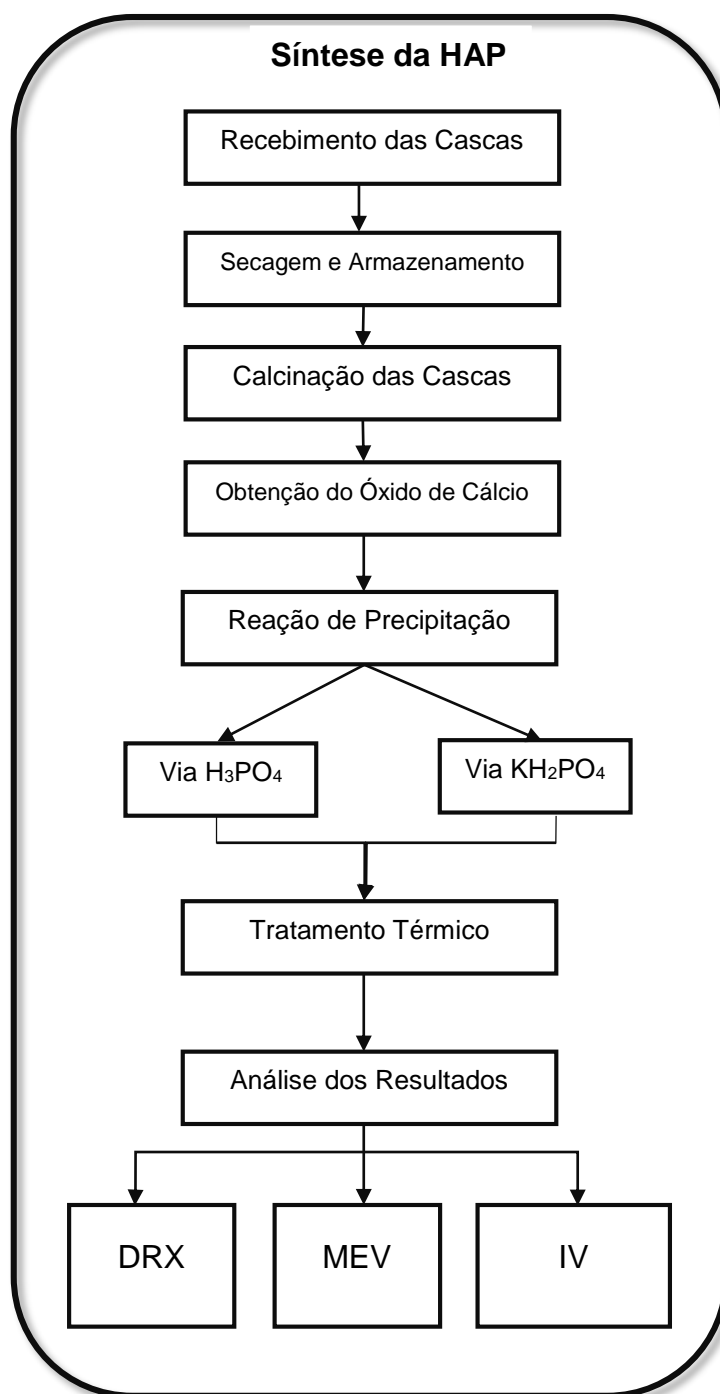 Síntese da HAP
Recebimento das Cascas
Secagem e Armazenamento
Calcinação das Cascas
Obtenção do Óxido de Cálcio
Reação de Precipitação
Via H₃PO₄
Via KH₂PO₄
Tratamento Térmico
Análise dos Resultados
DRX
MEV
IV